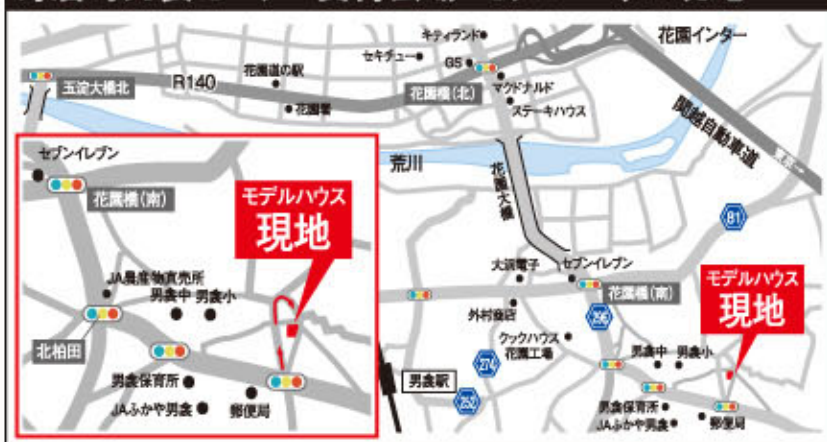 キティランド
セキチュー
GS
花園インター
花園道の駅
マクドナルド
玉淀大橋北
R140
花園橋(北)
花園署
ステーキハウス
関越自動車道
東京→
荒川
花園大橋
セブンイレブン
花園橋(南)
モデルハウス
現地
JA農産物直売所
男衾中
男衾小
北柏田
男衾保育所
JAふかや男衾
郵便局
81
大浜電子
セブンイレブン
花園橋(南)
外村商店
296
クックハウス
花園工場
274
男衾駅
252
モデルハウス
現地
男衾中
男衾小
男衾保育所
JAふかや男衾
郵便局